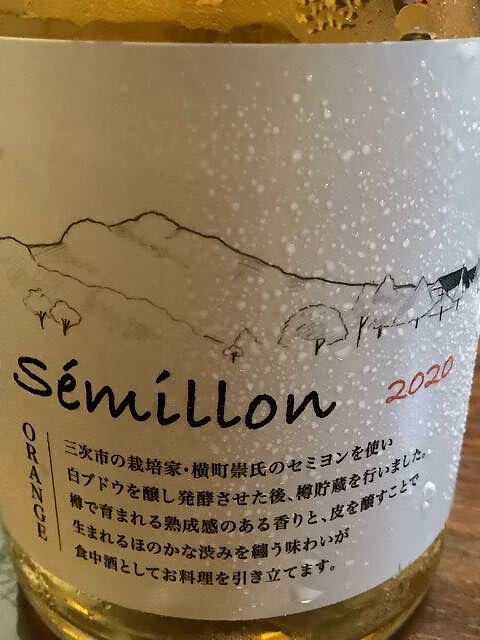 Sémillon
2020
ORANGE
三次市の栽培家・横町崇氏のセミヨンを使い
白ブドウを醸し発酵させた後、樽貯蔵を行いました。
樽で育まれる熟成感のある香りと、皮を醸すことで
生まれるほのかな渋みを纏う味わいが
食中酒としてお料理を引き立てます。